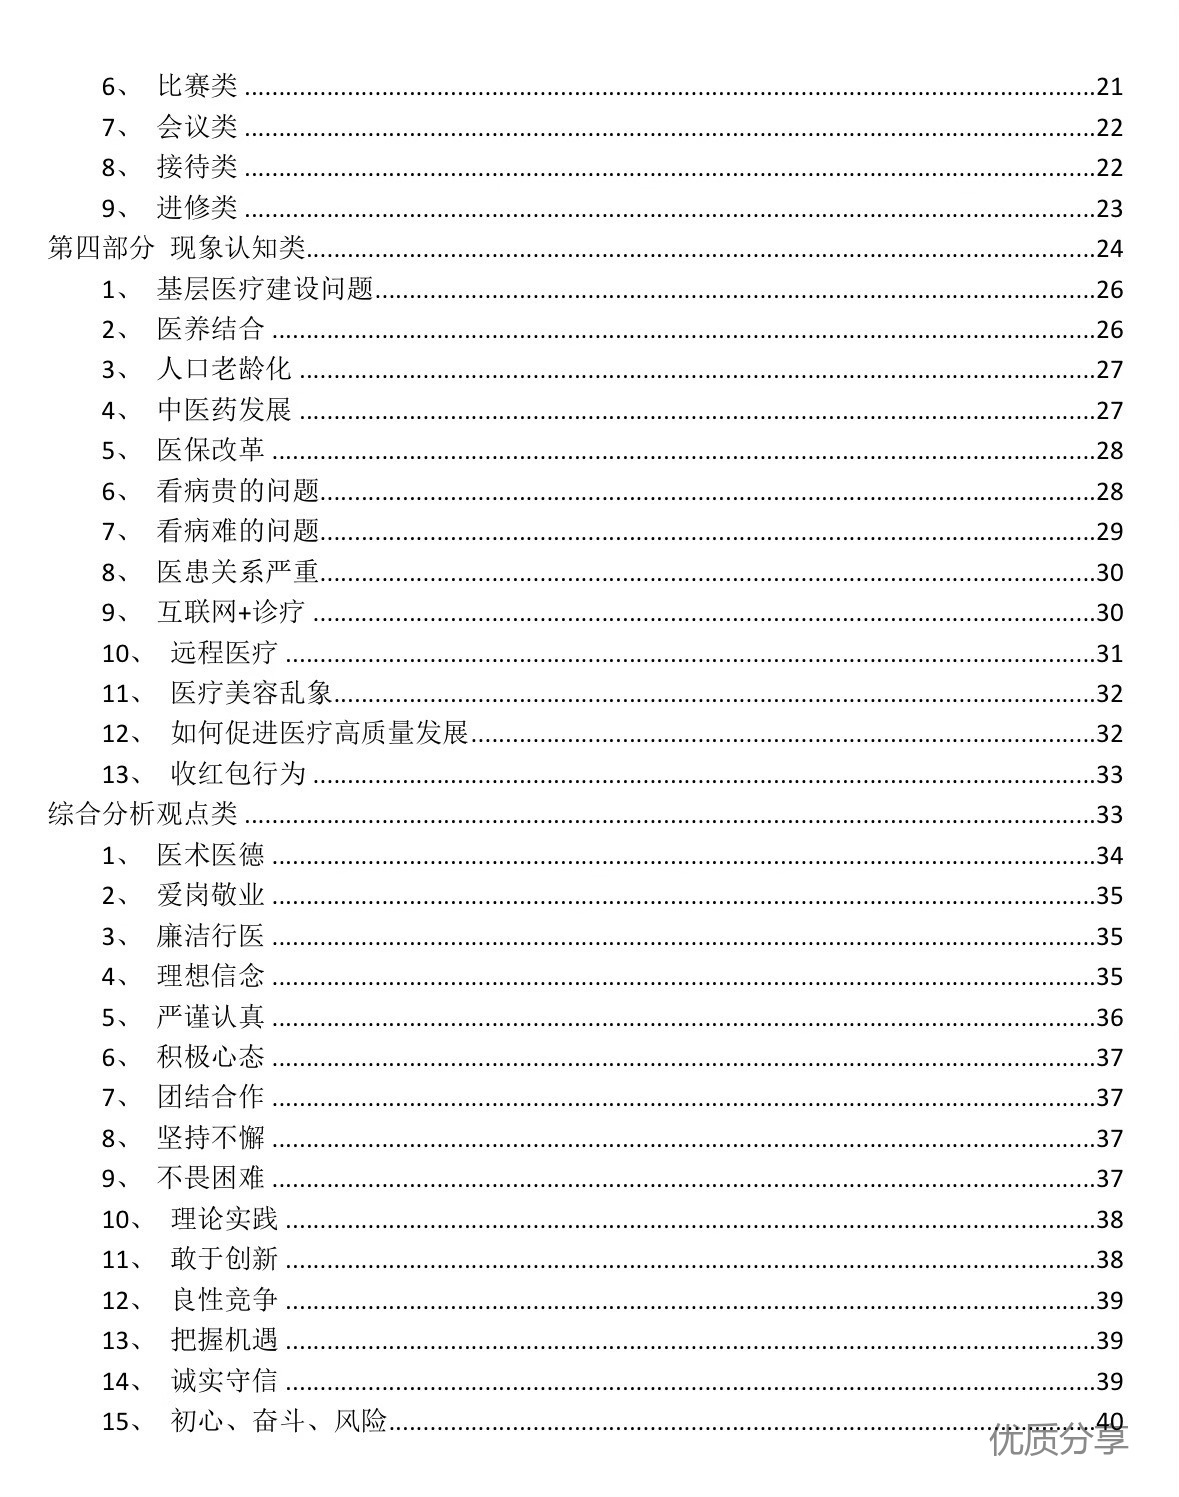 6、 比赛类........................21
7、 会议类........................22
8、 接待类........................22
9、 进修类........................23
第四部分 现象认知类........................24
1、 基层医疗建设问题........................26
2、 医养结合........................26
3、 人口老龄化........................27
4、 中医药发展........................27
5、 医保改革........................28
6、 看病贵的问题........................28
7、 看病难的问题........................29
8、 医患关系严重........................30
9、 互联网+诊疗........................30
10、 远程医疗........................31
11、 医疗美容乱象........................32
12、 如何促进医疗高质量发展........................32
13、 收红包行为........................33
综合分析观点类........................33
1、 医术医德........................34
2、 爱岗敬业........................35
3、 廉洁行医........................35
4、 理想信念........................35
5、 严谨认真........................36
6、 积极心态........................37
7、 团结合作........................37
8、 坚持不懈........................37
9、 不畏困难........................37
10、 理论实践........................38
11、 敢于创新........................38
12、 良性竞争........................39
13、 把握机遇........................39
14、 诚实守信........................39
15、 初心、奋斗、风险........................40
优质分享